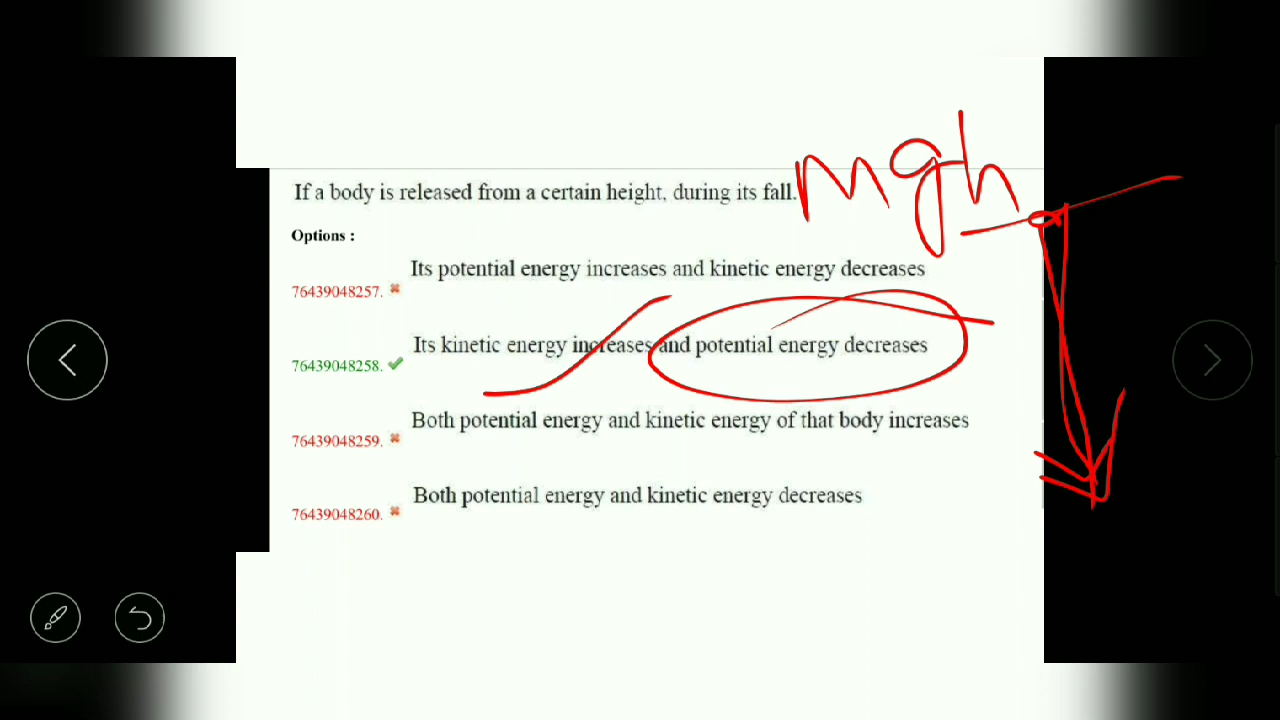 If a body is released from a certain height, during its fall.
mgh
Options :
Its potential energy increases and kinetic energy decreases
76439048257.
Its kinetic energy increases and potential energy decreases
76439048258.
Both potential energy and kinetic energy of that body increases
76439048259.
Both potential energy and kinetic energy decreases
76439048260.